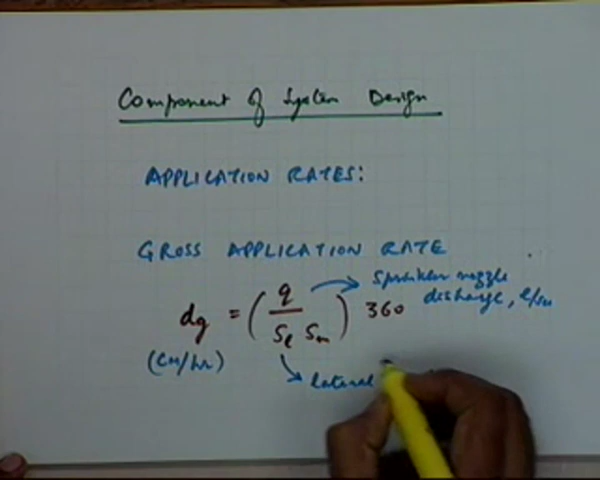 Component of System Design
APPLICATION RATES:
GROSS APPLICATION RATE
dg = (q / Sl Sm) 360
(cm/hr)
Sprinkler nozzle
discharge, l/sec
lateral